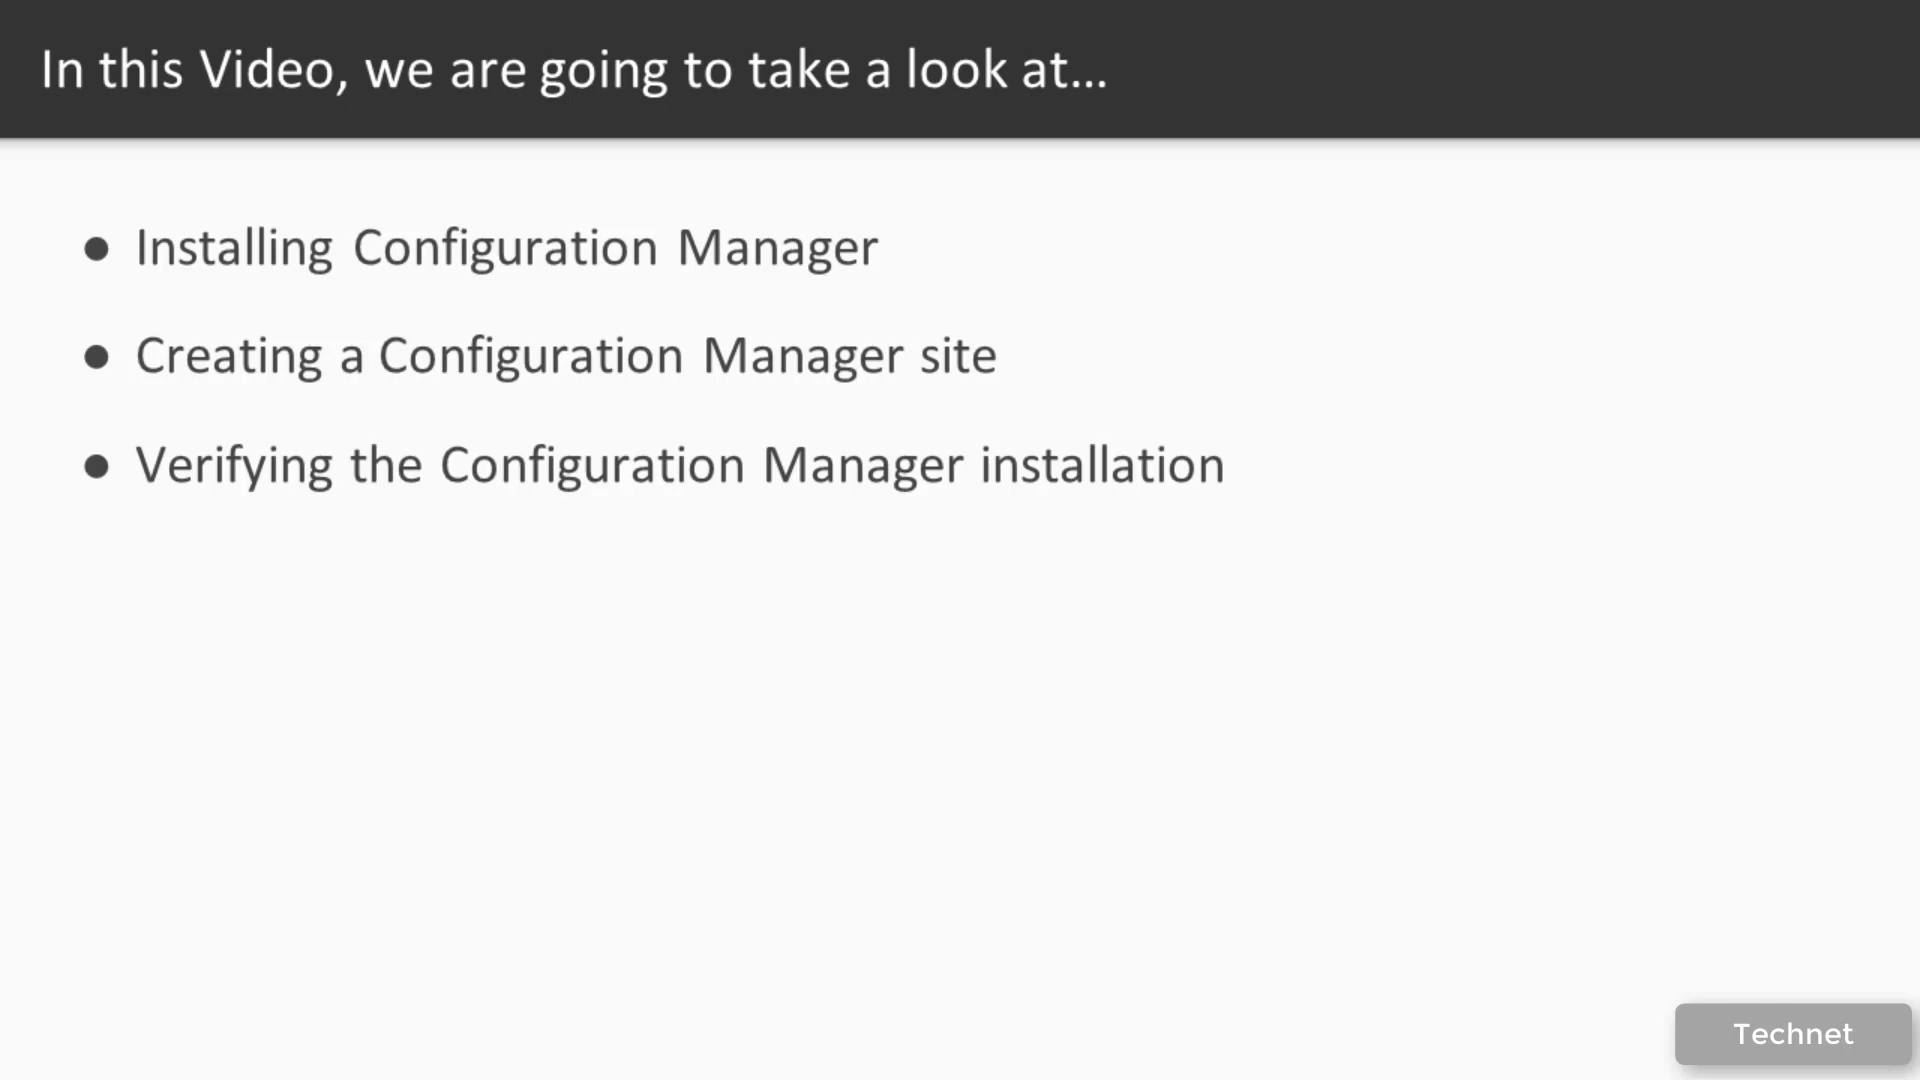 In this Video, we are going to take a look at...
● Installing Configuration Manager
● Creating a Configuration Manager site
● Verifying the Configuration Manager installation
Technet